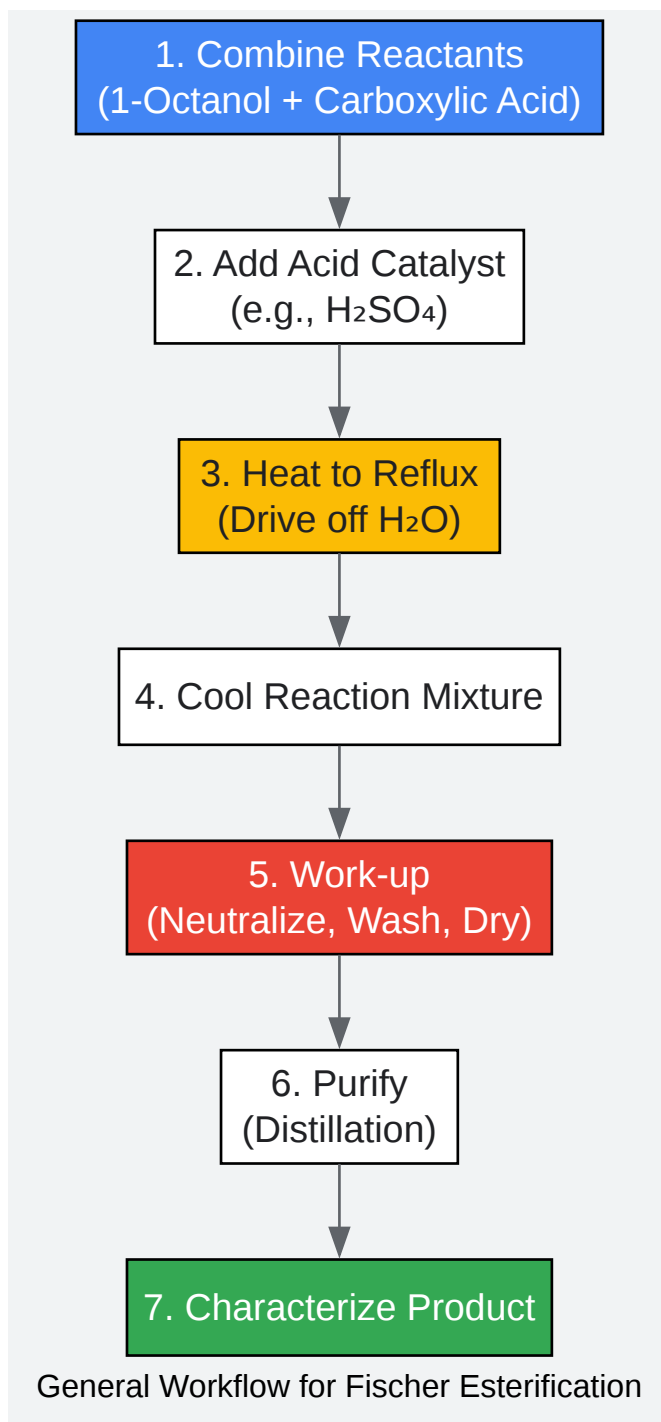 1. Combine Reactants
(1-Octanol + Carboxylic Acid)
2. Add Acid Catalyst
(e.g., H₂SO₄)
3. Heat to Reflux
(Drive off H₂O)
4. Cool Reaction Mixture
5. Work-up
(Neutralize, Wash, Dry)
6. Purify
(Distillation)
7. Characterize Product
General Workflow for Fischer Esterification